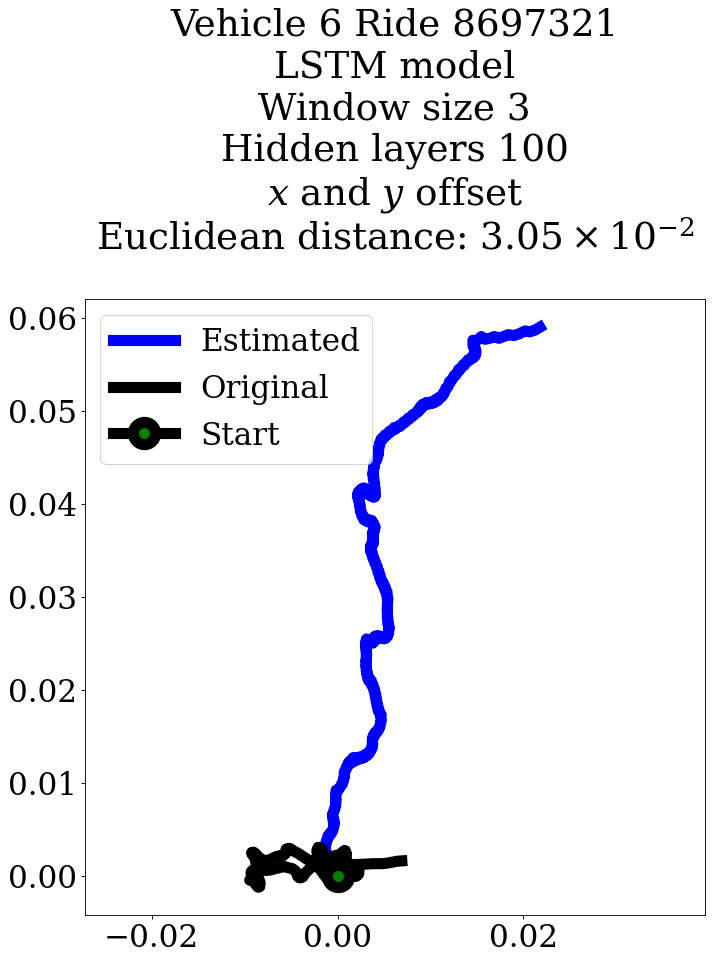 Vehicle 6 Ride 8697321
LSTM model
Window size 3
Hidden layers 100
x and y offset
Euclidean distance: 3.05 × 10⁻²
Estimated
Original
Start
0.06
0.05
0.04
0.03
0.02
0.01
0.00
−0.02
0.00
0.02